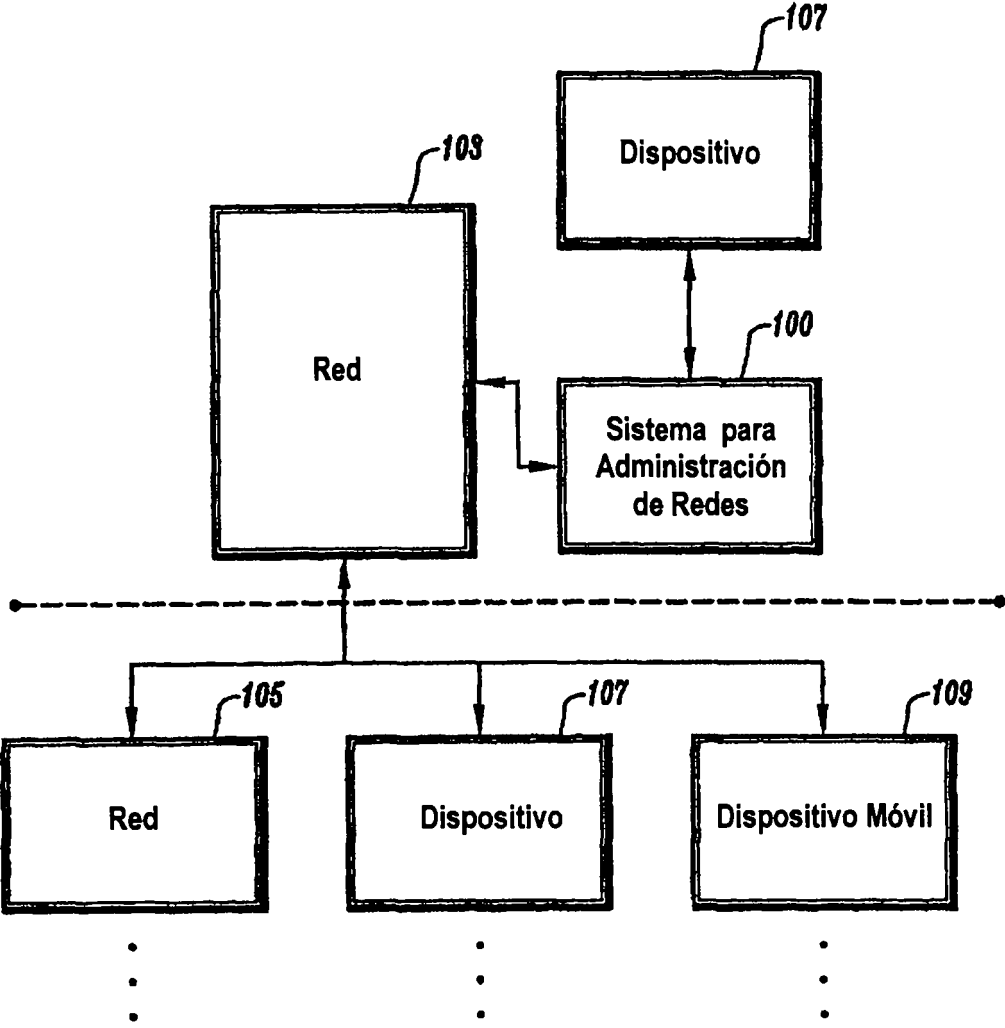 107
Dispositivo
103
Red
100
Sistema para
Administración
de Redes
105
Red
107
Dispositivo
109
Dispositivo Móvil